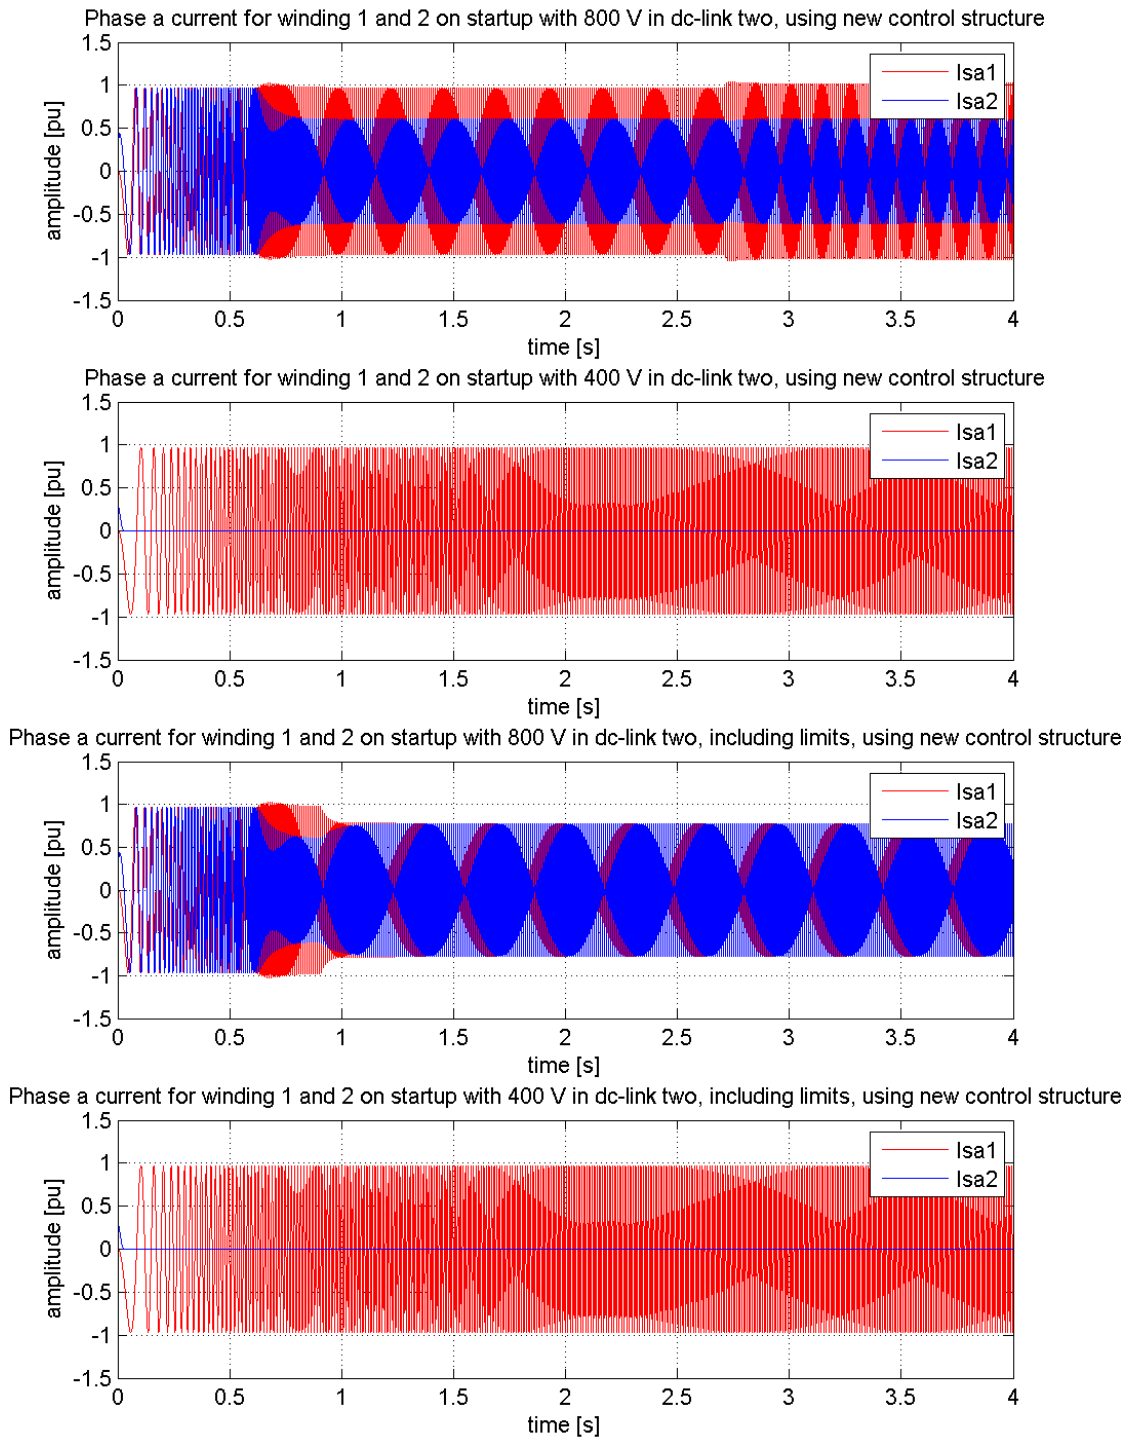 Phase a current for winding 1 and 2 on startup with 800 V in dc-link two, using new control structure
1.5
1
0.5
0
-0.5
-1
-1.5
amplitude [pu]
Isa1
Isa2
0 0.5 1 1.5 2 2.5 3 3.5 4
time [s]
Phase a current for winding 1 and 2 on startup with 400 V in dc-link two, using new control structure
1.5
1
0.5
0
-0.5
-1
-1.5
amplitude [pu]
Isa1
Isa2
0 0.5 1 1.5 2 2.5 3 3.5 4
time [s]
Phase a current for winding 1 and 2 on startup with 800 V in dc-link two, including limits, using new control structure
1.5
1
0.5
0
-0.5
-1
-1.5
amplitude [pu]
Isa1
Isa2
0 0.5 1 1.5 2 2.5 3 3.5 4
time [s]
Phase a current for winding 1 and 2 on startup with 400 V in dc-link two, including limits, using new control structure
1.5
1
0.5
0
-0.5
-1
-1.5
amplitude [pu]
Isa1
Isa2
0 0.5 1 1.5 2 2.5 3 3.5 4
time [s]